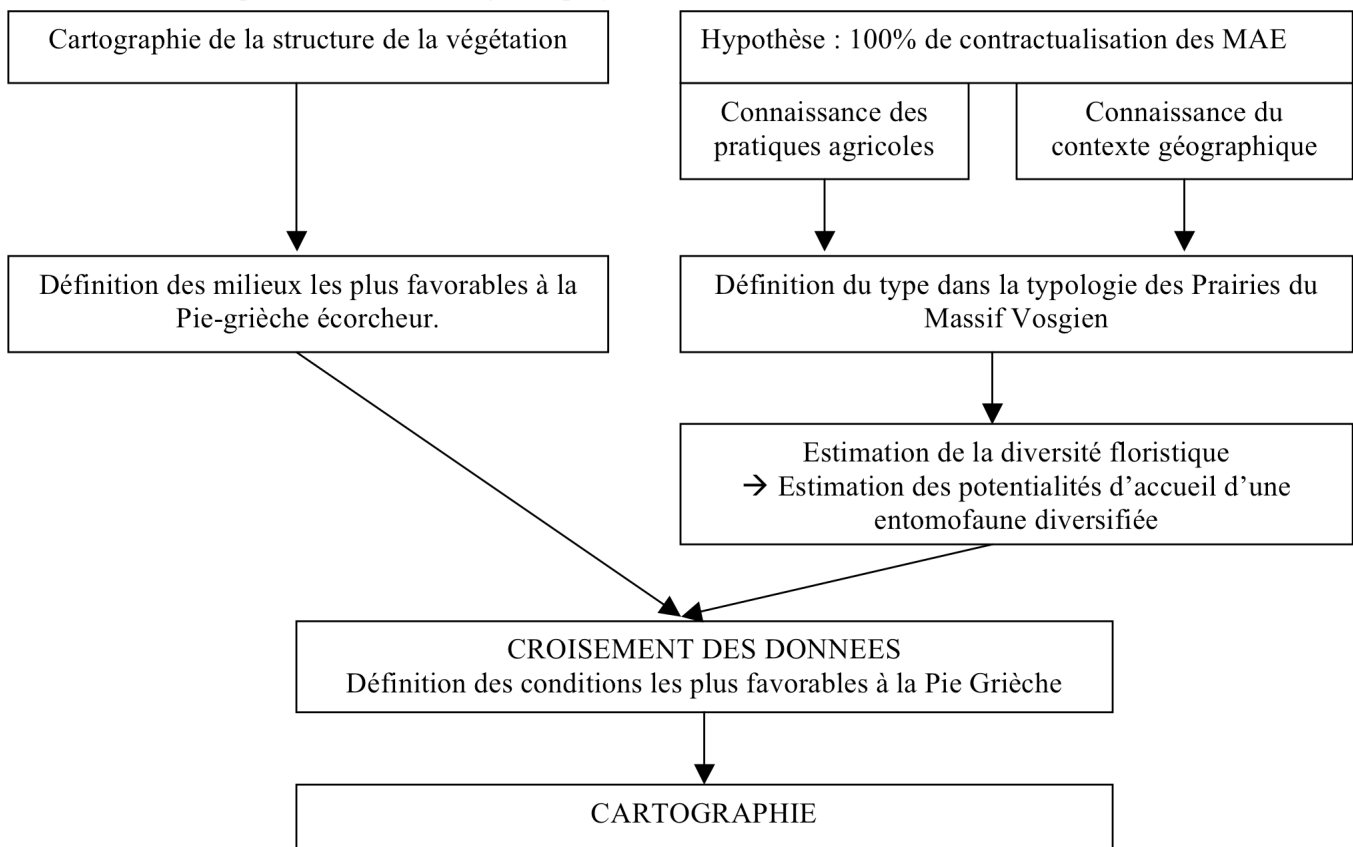 Cartographie de la structure de la végétation
Hypothèse : 100% de contractualisation des MAE
Connaissance des
pratiques agricoles
Connaissance du
contexte géographique
Définition des milieux les plus favorables à la
Pie-grièche écorcheur.
Définition du type dans la typologie des Prairies du
Massif Vosgien
Estimation de la diversité floristique
→ Estimation des potentialités d’accueil d’une
entomofaune diversifiée
CROISEMENT DES DONNEES
Définition des conditions les plus favorables à la Pie Grièche
CARTOGRAPHIE